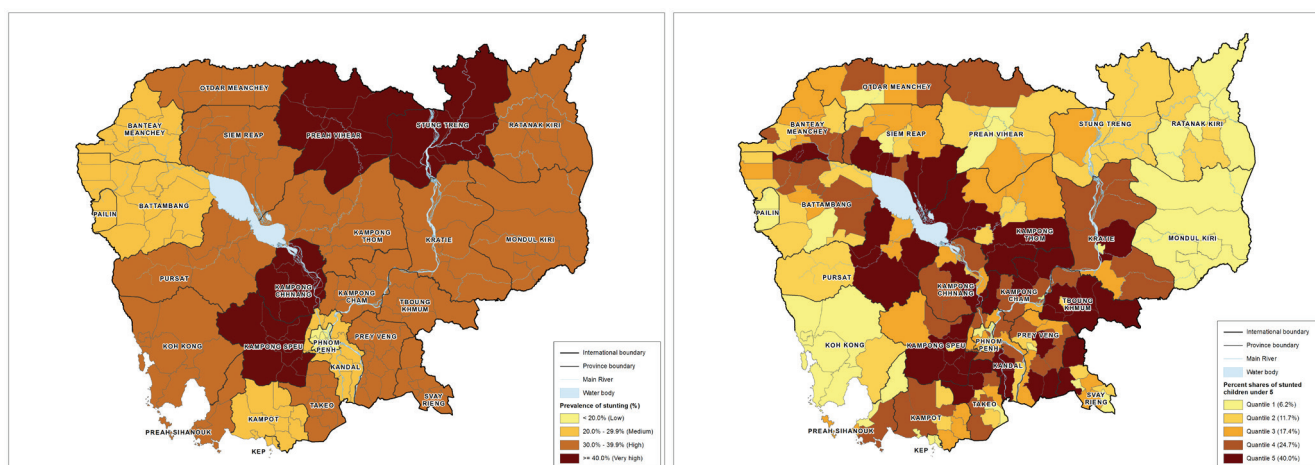 OTDAR MEANCHEY
BANTEAY
MEANCHEY
SIEM REAP
PREAH VIHEAR
STUNG TRENG
RATANAK KIRI
PAILIN
BATTAMBANG
KAMPONG
THOM
KRATIE
MONDUL KIRI
PURSAT
KAMPONG
CHHNANG
KAMPONG
CHAM
TBOUNG
KHMUM
KOH KONG
KAMPONG SPEU
PHNOM
PENH
PREY VENG
KANDAL
SVAY
RIENG
TAKEO
KAMPOT
PREAH SIHANOUK
KEP
International boundary
Province boundary
Main River
Water body
Prevalence of stunting (%)
< 20.0% (Low)
20.0% - 29.9% (Medium)
30.0% - 39.9% (High)
>= 40.0% (Very high)
OTDAR MEANCHEY
BANTEAY
MEANCHEY
SIEM REAP
PREAH VIHEAR
STUNG TRENG
RATANAK KIRI
PAILIN
BATTAMBANG
KAMPONG
THOM
KRATIE
MONDUL KIRI
PURSAT
KAMPONG
CHHNANG
KAMPONG
CHAM
TBOUNG
KHMUM
KOH KONG
KAMPONG SPEU
PHNOM
PENH
PREY VENG
KANDAL
SVAY
RIENG
TAKEO
KAMPOT
PREAH SIHANOUK
KEP
International boundary
Province boundary
Main River
Water body
Percent shares of stunted
children under 5
Quantile 1 (6.2%)
Quantile 2 (11.7%)
Quantile 3 (17.4%)
Quantile 4 (24.7%)
Quantile 5 (40.0%)